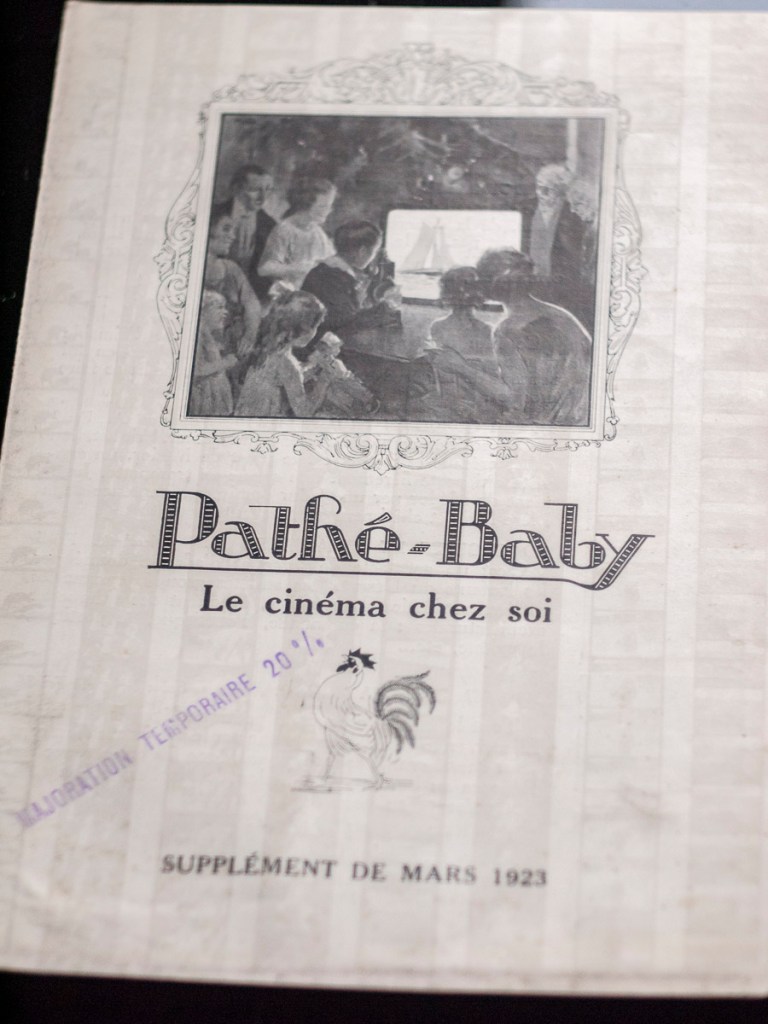 Pathé-Baby
Le cinéma chez soi
MAJORATION TEMPORAIRE 20 %
SUPPLÉMENT DE MARS 1923